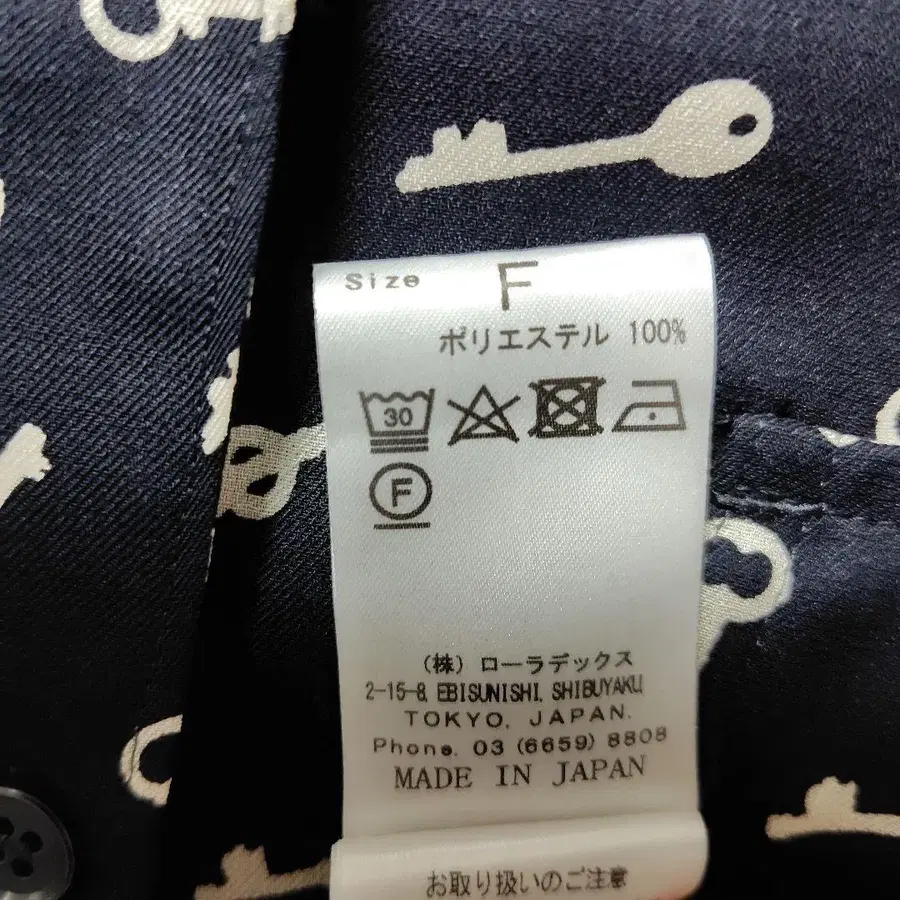 Size F
ポリエステル 100%
30
F
(株) ローラデックス
2-15-8, EBISUNISHI, SHIBUYAKU,
TOKYO, JAPAN.
Phone. 03 (6659) 8808
MADE IN JAPAN
お取り扱いのご注意